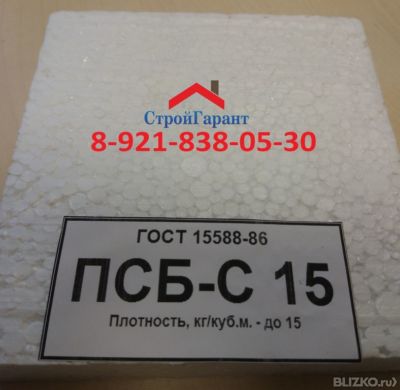 СтройГарант
8-921-838-05-30
ГОСТ 15588-86
ПСБ-С 15
Плотность, кг/куб.м. - до 15
BLIZKO.ru